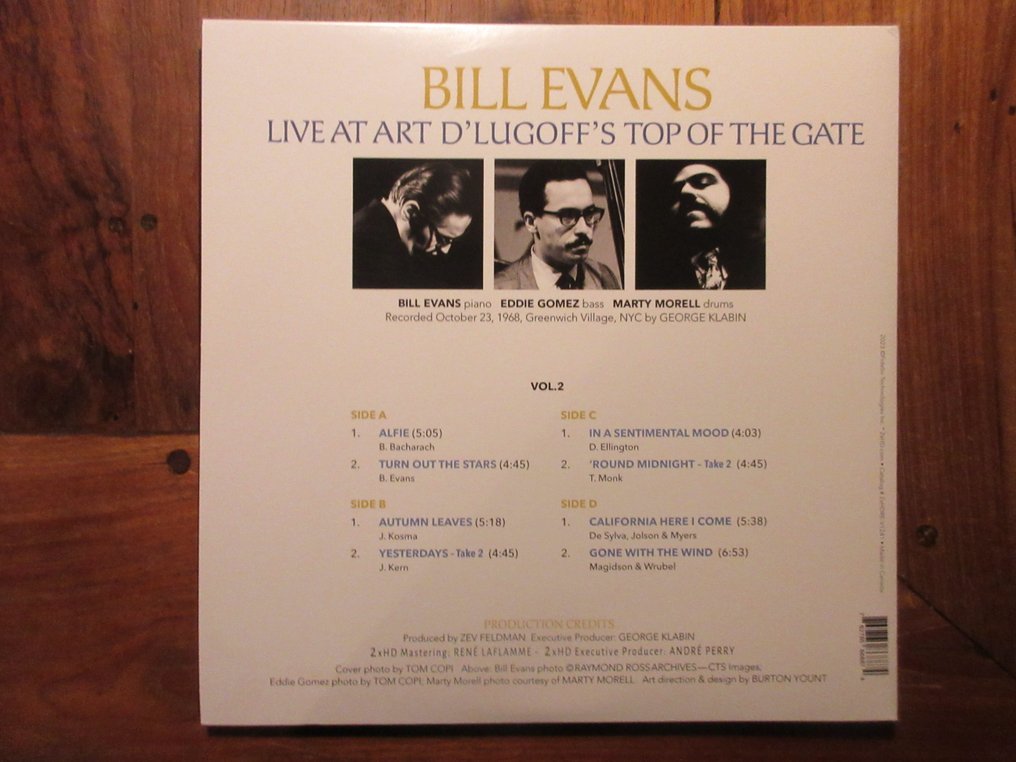 BILL EVANS
LIVE AT ART D'LUGOFF'S TOP OF THE GATE
BILL EVANS piano EDDIE GOMEZ bass MARTY MORELL drums
Recorded October 23, 1968, Greenwich Village, NYC by GEORGE KLABIN
VOL.2
SIDE A
1. ALFIE (5:05)
B. Bacharach
2. TURN OUT THE STARS (4:45)
B. Evans
SIDE B
1. AUTUMN LEAVES (5:18)
J. Kosma
2. YESTERDAYS - Take 2 (4:45)
J. Kern
SIDE C
1. IN A SENTIMENTAL MOOD (4:03)
D. Ellington
2. 'ROUND MIDNIGHT - Take 2 (4:45)
T. Monk
SIDE D
1. CALIFORNIA HERE I COME (5:38)
De Sylva, Jolson & Myers
2. GONE WITH THE WIND (6:53)
Magidson & Wrubel
PRODUCTION CREDITS
Produced by ZEV FELDMAN Executive Producer: GEORGE KLABIN
2xHD Mastering: RENÉ LAFLAMME - 2xHD Executive Producer: ANDRÉ PERRY
Cover photo by TOM COPI Above: Bill Evans photo ©RAYMOND ROSS ARCHIVES—CTS Images,
Eddie Gomez photo by TOM COPI; Marty Morell photo courtesy of MARTY MORELL Art direction & design by BURTON YOUNT